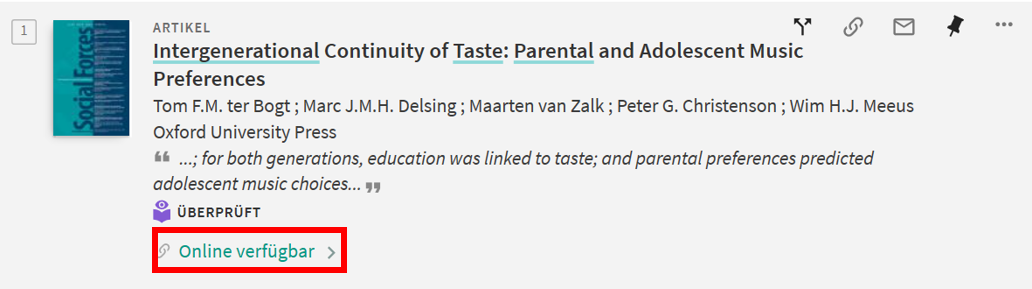 1
Social Forces
ARTIKEL
Intergenerational Continuity of Taste: Parental and Adolescent Music
Preferences
Tom F.M. ter Bogt ; Marc J.M.H. Delsing ; Maarten van Zalk ; Peter G. Christenson ; Wim H.J. Meeus
Oxford University Press
“ ...; for both generations, education was linked to taste; and parental preferences predicted
adolescent music choices... ”
ÜBERPRÜFT
Online verfügbar >